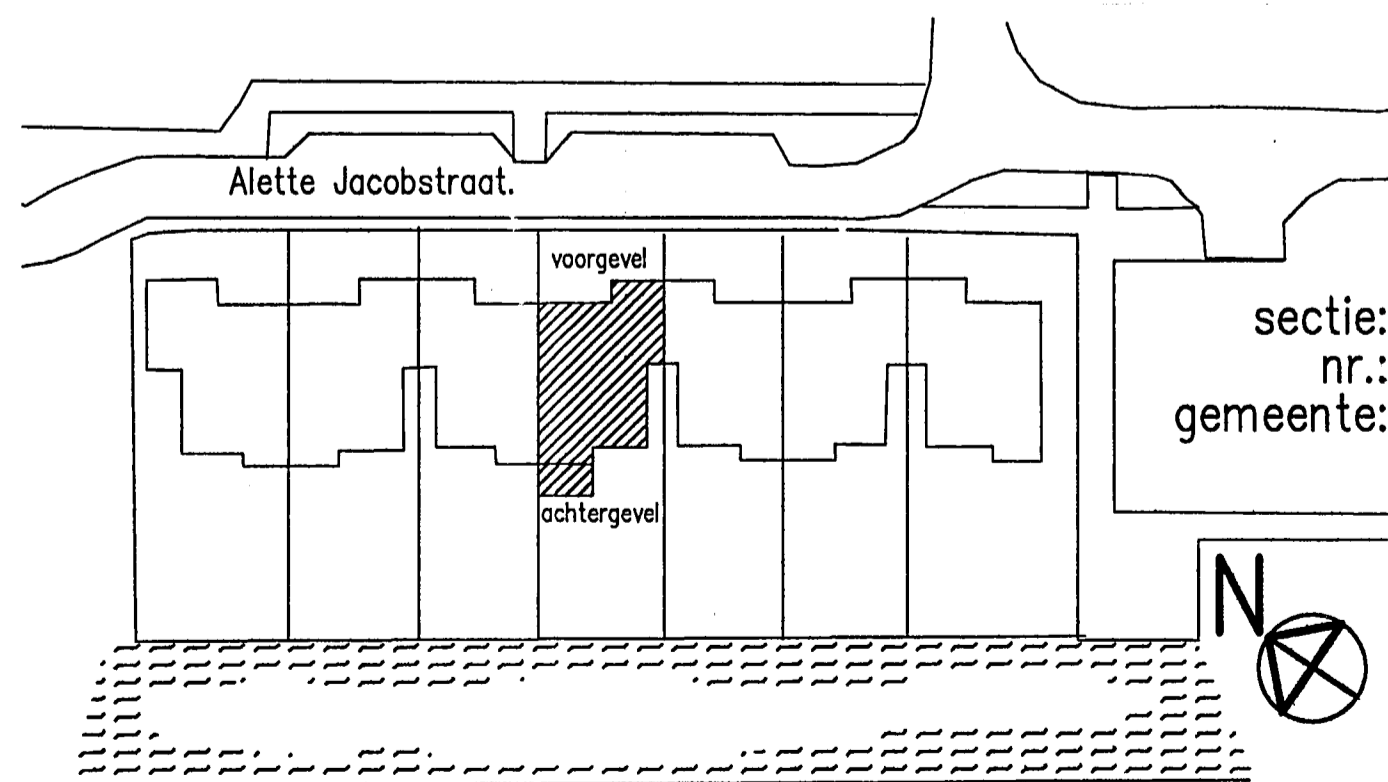 Alette Jacobstraat.
voorgevel
sectie:
nr.:
gemeente:
achtergevel
N